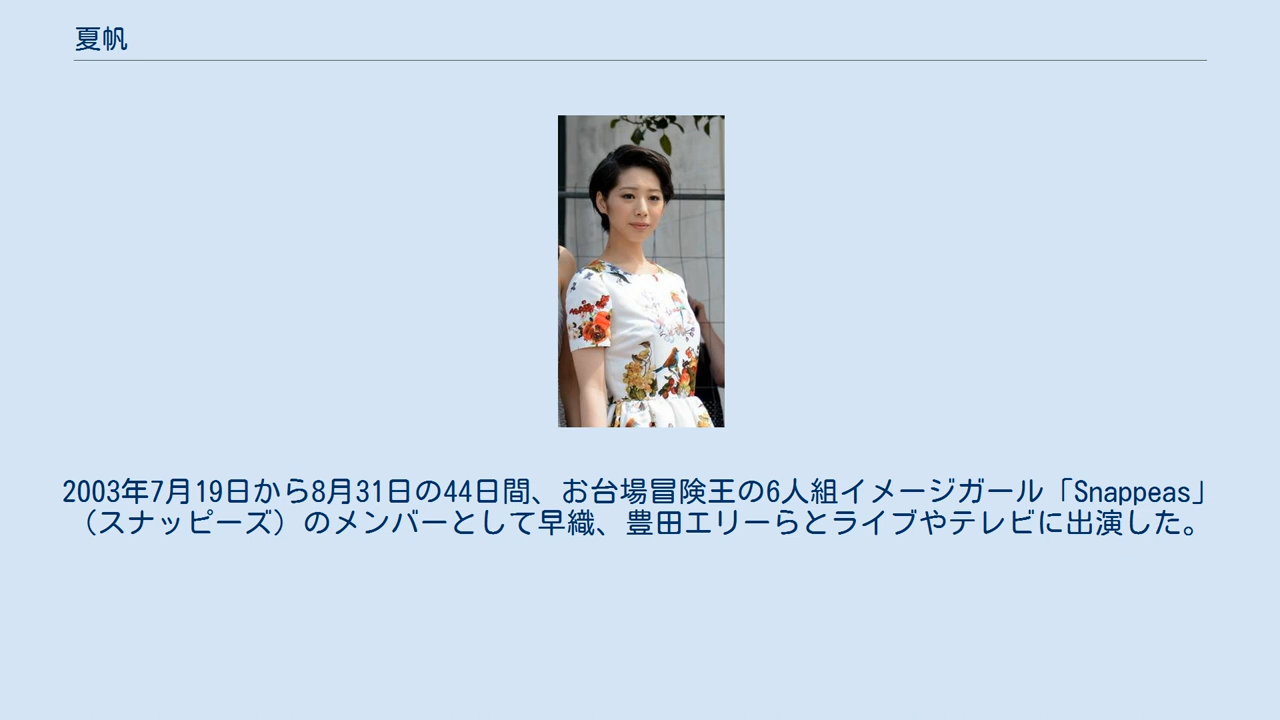 夏帆
2003年7月19日から8月31日の44日間、お台場冒険王の6人組イメージガール「Snappeas」
（スナッピーズ）のメンバーとして早織、豊田エリーらとライブやテレビに出演した。